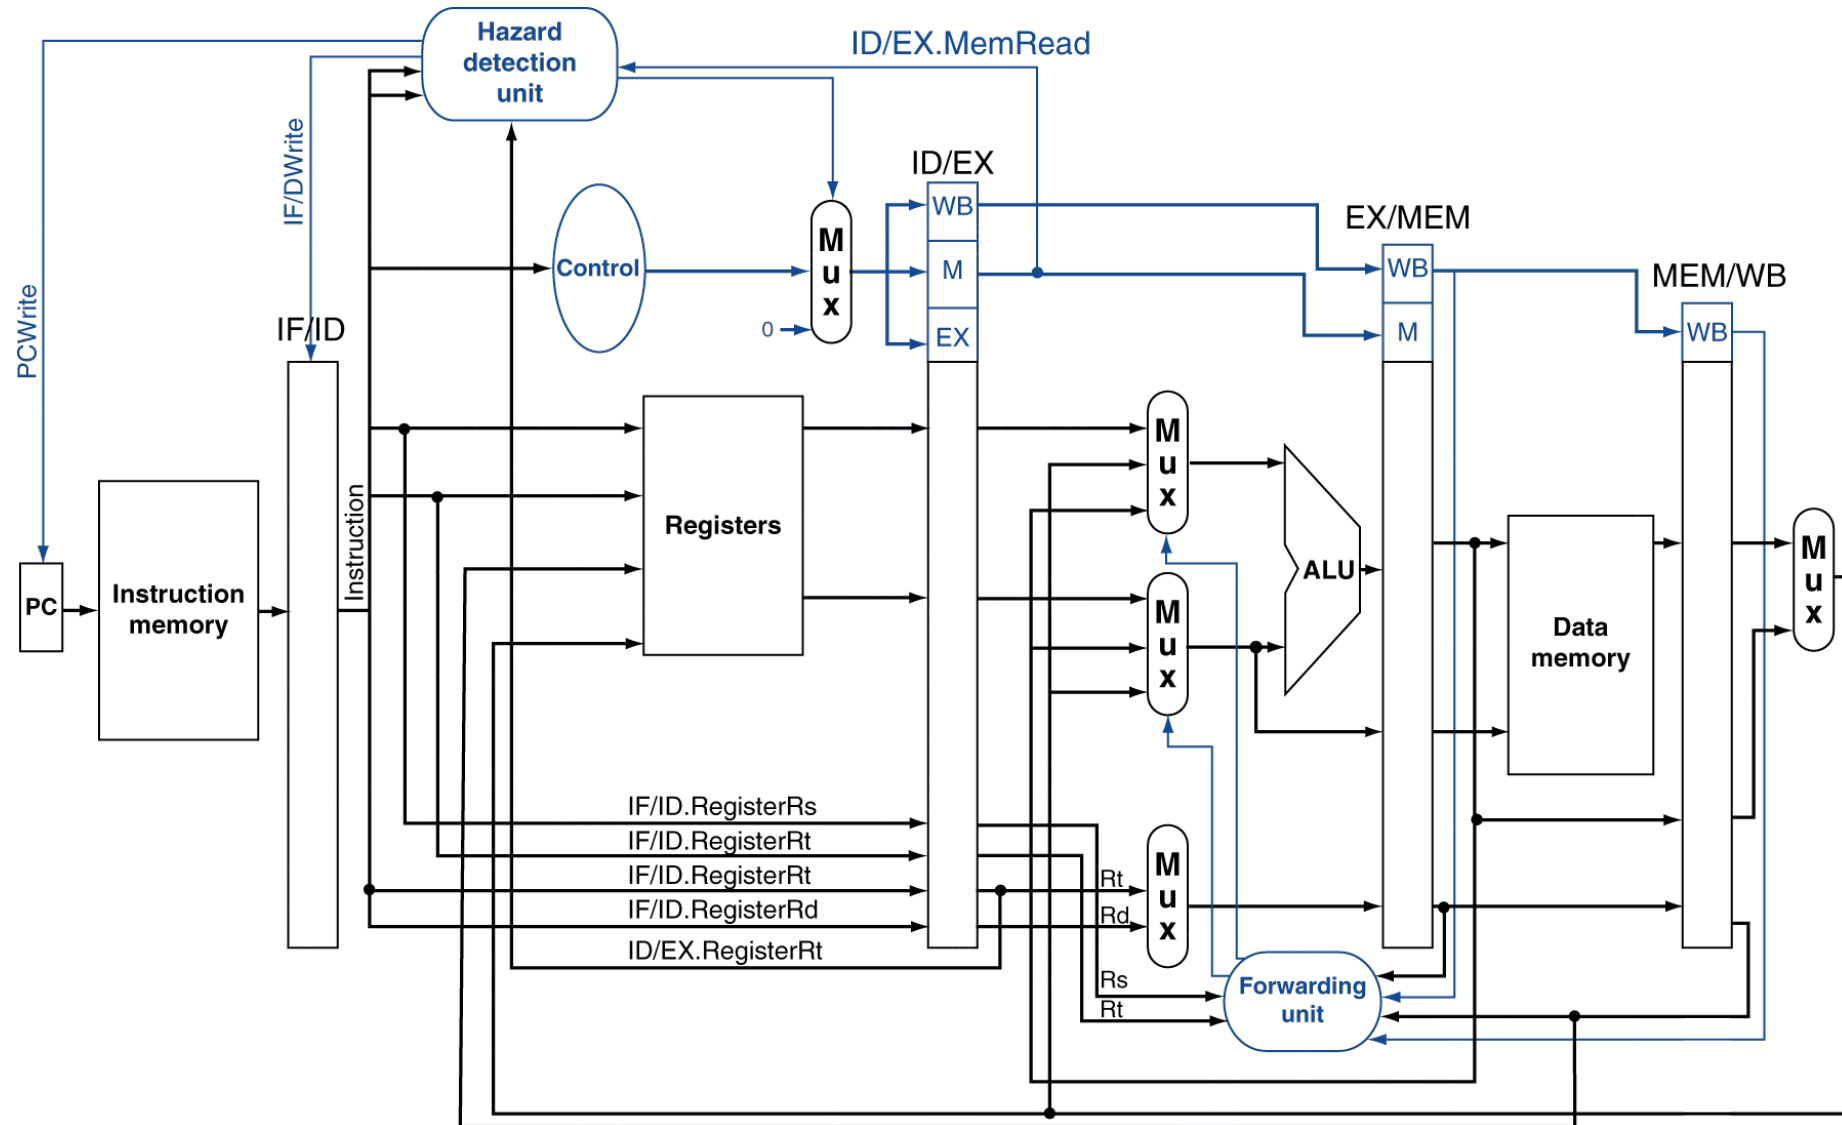 Hazard
detection
unit
ID/EX.MemRead
IF/DWrite
PCWrite
ID/EX
WB
M
EX
Control
0
M
u
x
EX/MEM
WB
M
MEM/WB
WB
IF/ID
Instruction
PC
Instruction
memory
Registers
M
u
x
M
u
x
ALU
Data
memory
M
u
x
IF/ID.RegisterRs
IF/ID.RegisterRt
IF/ID.RegisterRt
IF/ID.RegisterRd
ID/EX.RegisterRt
Rt
Rd
M
u
x
Rs
Rt
Forwarding
unit